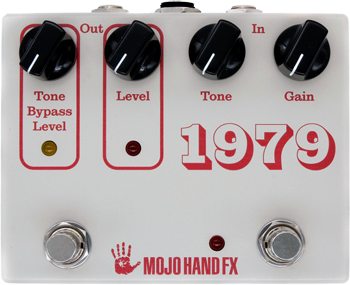 Out
In
Tone
Bypass
Level
Level
Tone
Gain
1979
MOJO HAND FX